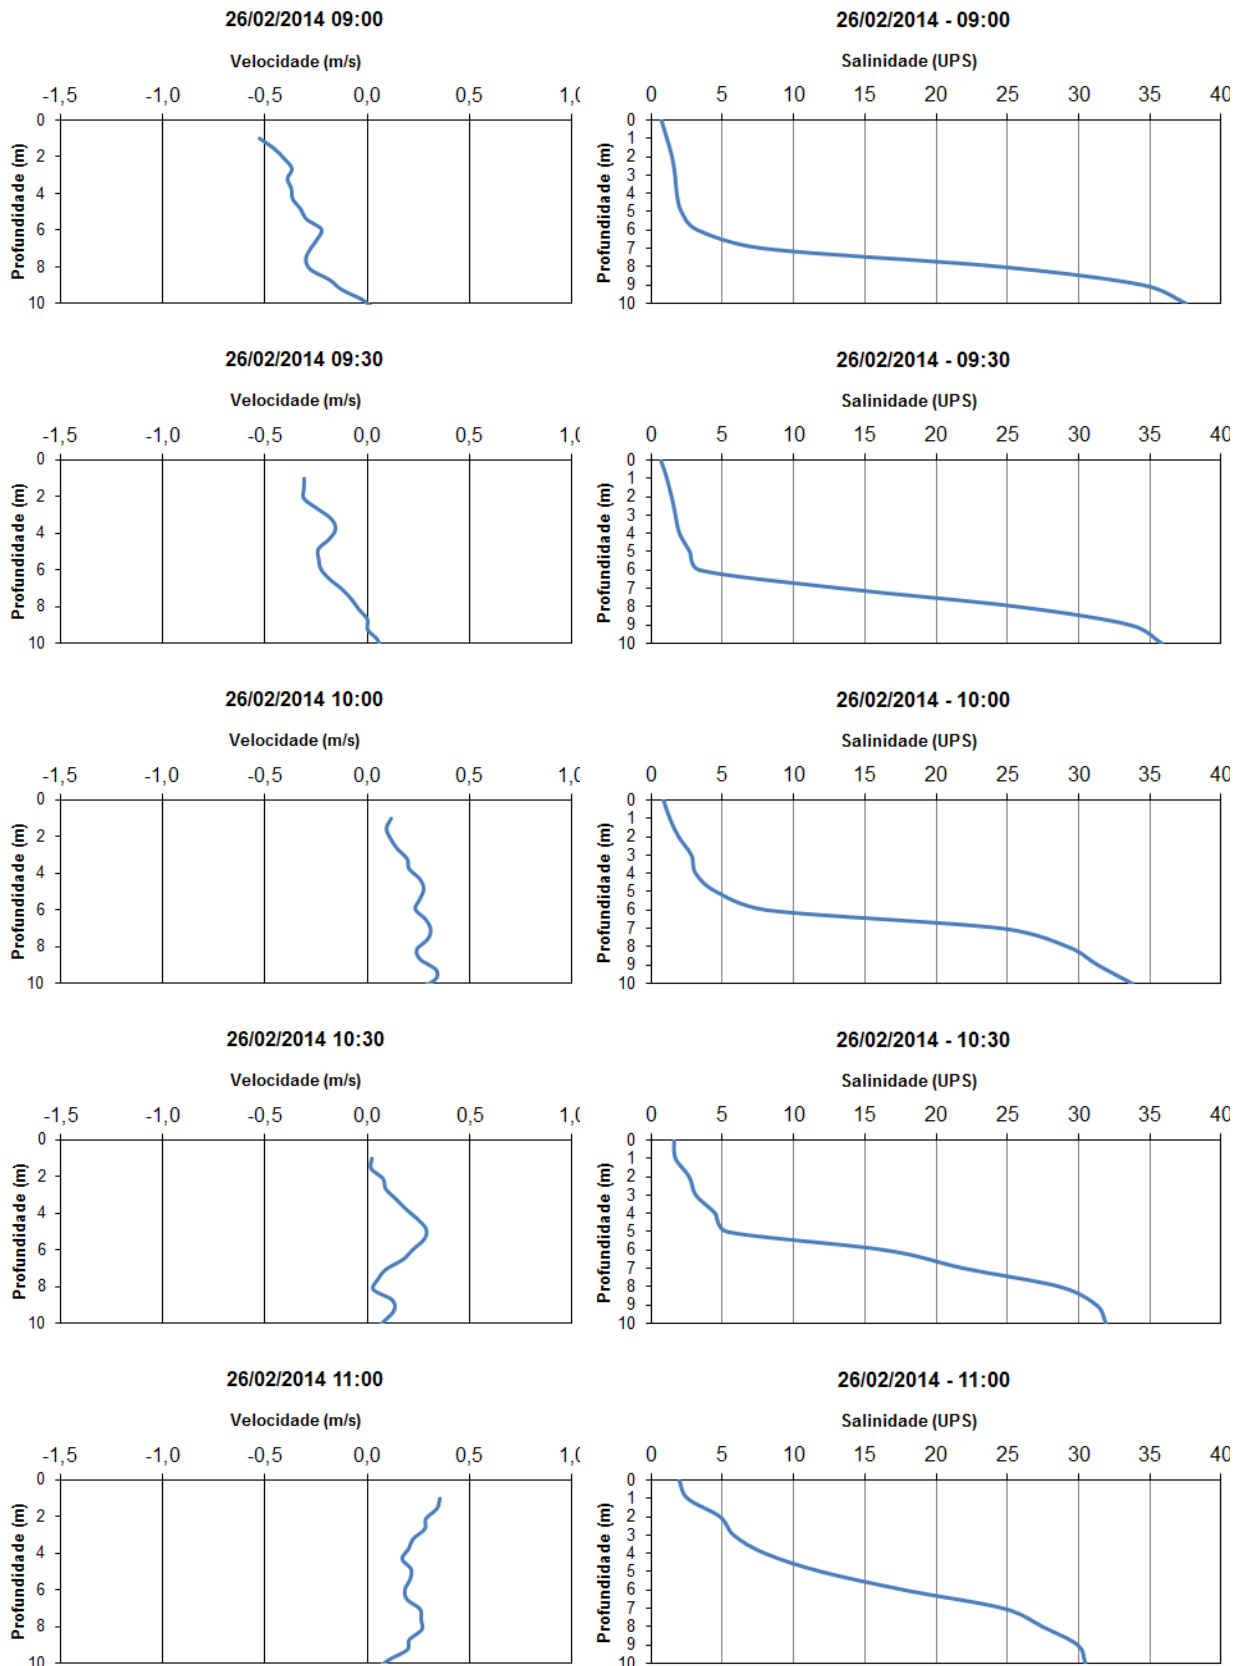 26/02/2014 09:00
Velocidade (m/s)
-1,5 -1,0 -0,5 0,0 0,5 1,0
Profundidade (m)
0
2
4
6
8
10
26/02/2014 - 09:00
Salinidade (UPS)
0 5 10 15 20 25 30 35 40
Profundidade (m)
0
1
2
3
4
5
6
7
8
9
10
26/02/2014 09:30
Velocidade (m/s)
-1,5 -1,0 -0,5 0,0 0,5 1,0
Profundidade (m)
0
2
4
6
8
10
26/02/2014 - 09:30
Salinidade (UPS)
0 5 10 15 20 25 30 35 40
Profundidade (m)
0
1
2
3
4
5
6
7
8
9
10
26/02/2014 10:00
Velocidade (m/s)
-1,5 -1,0 -0,5 0,0 0,5 1,0
Profundidade (m)
0
2
4
6
8
10
26/02/2014 - 10:00
Salinidade (UPS)
0 5 10 15 20 25 30 35 40
Profundidade (m)
0
1
2
3
4
5
6
7
8
9
10
26/02/2014 10:30
Velocidade (m/s)
-1,5 -1,0 -0,5 0,0 0,5 1,0
Profundidade (m)
0
2
4
6
8
10
26/02/2014 - 10:30
Salinidade (UPS)
0 5 10 15 20 25 30 35 40
Profundidade (m)
0
1
2
3
4
5
6
7
8
9
10
26/02/2014 11:00
Velocidade (m/s)
-1,5 -1,0 -0,5 0,0 0,5 1,0
Profundidade (m)
0
2
4
6
8
10
26/02/2014 - 11:00
Salinidade (UPS)
0 5 10 15 20 25 30 35 40
Profundidade (m)
0
1
2
3
4
5
6
7
8
9
10